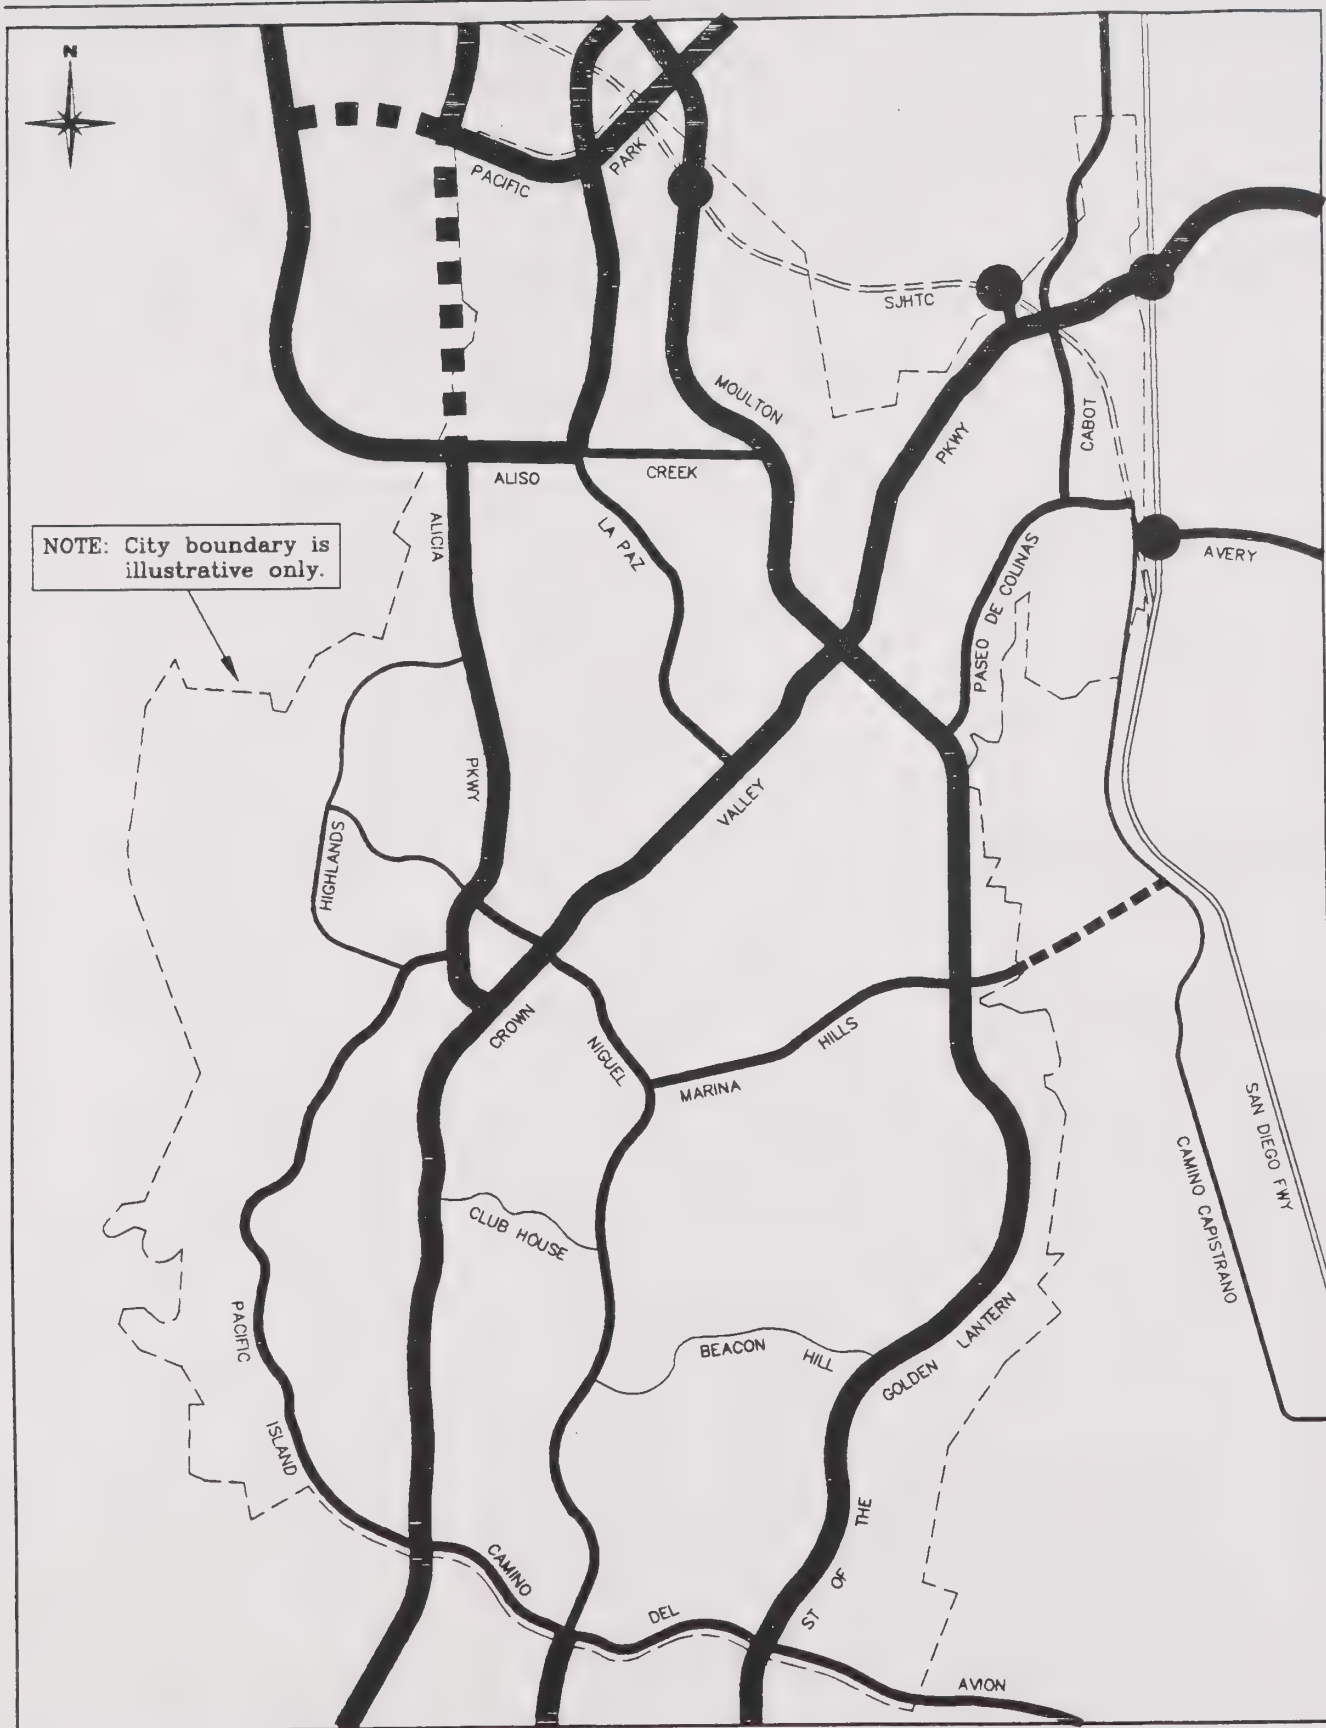 N
PACIFIC
PARK
SJHTC
MOULTON
PKWY
CABOT
ALISO
CREEK
ALICIA
LA PAZ
AVERY
NOTE: City boundary is
illustrative only.
PASEO DE COLINAS
PKWY
VALLEY
HIGHLANDS
CROWN
NIGUEL
HILLS
MARINA
SAN DIEGO FWY
CAMINO CAPISTRANO
CLUB HOUSE
PACIFIC
BEACON
HILL
LANTERN
GOLDEN
ISLAND
THE
CAMINO
OF
DEL
ST
AVION